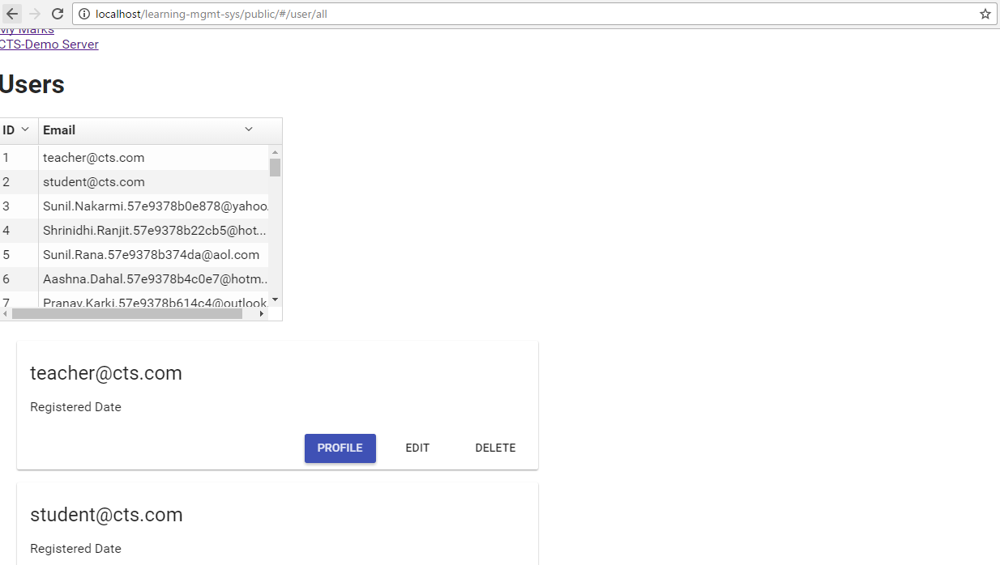 localhost/learning-mgmt-sys/public/#/user/all
My Marks
CTS-Demo Server
Users
ID Email
1 teacher@cts.com
2 student@cts.com
3 Sunil.Nakarmi.57e9378b0e878@yahoo.
4 Shrinidhi.Ranjit.57e9378b22cb5@hot...
5 Sunil.Rana.57e9378b374da@aol.com
6 Aashna.Dahal.57e9378b4c0e7@hotm..
7 Pranav.Karki.57e9378b614c4@outlook
teacher@cts.com
Registered Date
PROFILE EDIT DELETE
student@cts.com
Registered Date